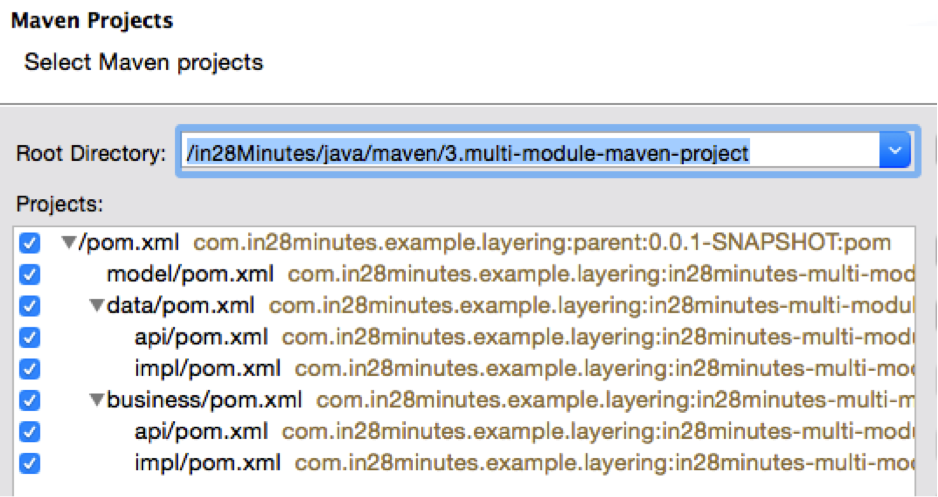 Maven Projects
Select Maven projects
Root Directory: /in28Minutes/java/maven/3.multi-module-maven-project
Projects:
/pom.xml com.in28minutes.example.layering:parent:0.0.1-SNAPSHOT:pom
model/pom.xml com.in28minutes.example.layering:in28minutes-multi-mod
data/pom.xml com.in28minutes.example.layering:in28minutes-multi-modul
api/pom.xml com.in28minutes.example.layering:in28minutes-multi-modu
impl/pom.xml com.in28minutes.example.layering:in28minutes-multi-mo
business/pom.xml com.in28minutes.example.layering:in28minutes-multi-m
api/pom.xml com.in28minutes.example.layering:in28minutes-multi-modu
impl/pom.xml com.in28minutes.example.layering:in28minutes-multi-mo